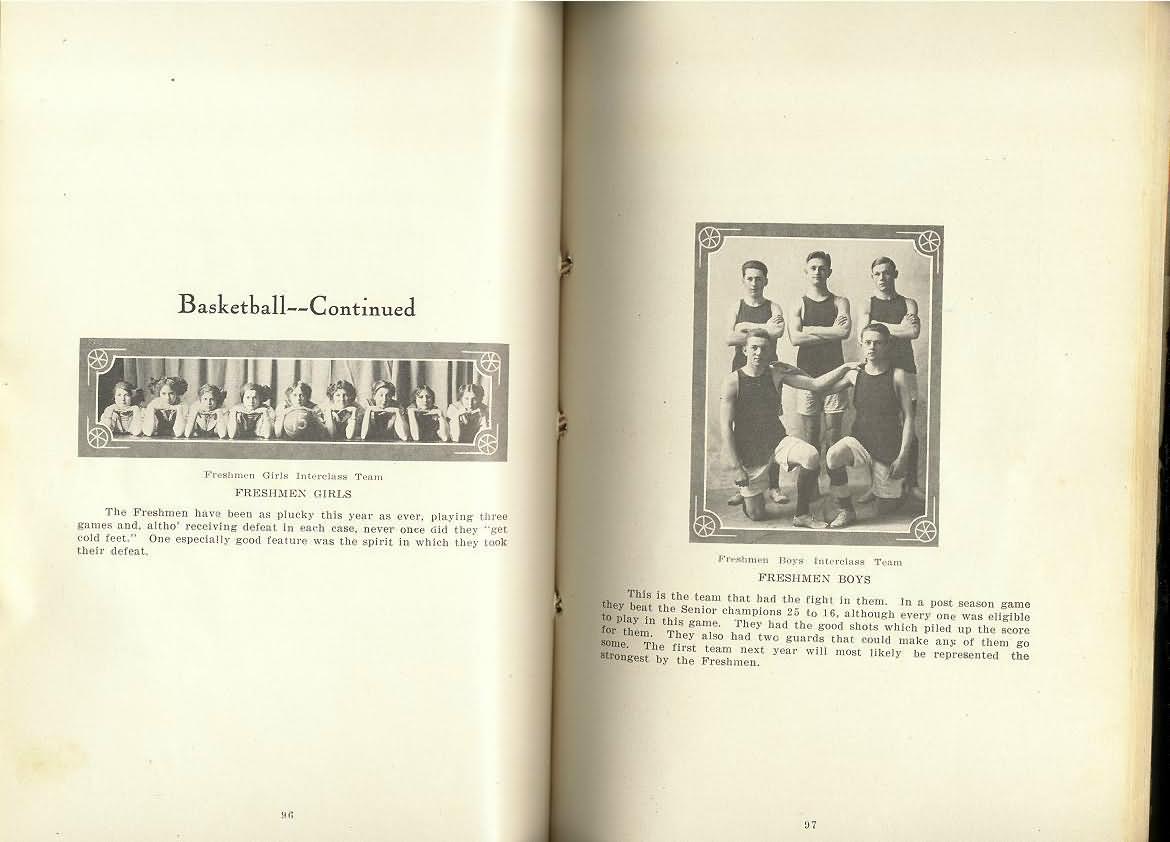 Basketball--Continued
Freshmen Girls Interclass Team
FRESHMEN GIRLS
The Freshmen have been as plucky this year as ever, playing three
games and, altho' receiving defeat in each case, never once did they "get
cold feet." One especially good feature was the spirit in which they took
their defeat.
96
Freshmen Boys Interclass Team
FRESHMEN BOYS
This is the team that had the fight in them. In a post season game
they beat the Senior champions 25 to 16, although every one was eligible
to play in this game. They had the good shots which piled up the score
for them. They also had two guards that could make any of them go
some. The first team next year will most likely be represented the
strongest by the Freshmen.
97